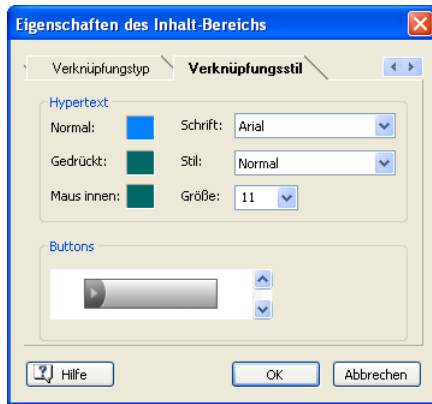 Eigenschaften des Inhalt-Bereichs
Verknüpfungstyp
Verknüpfungsstil
Hypertext
Normal:
Schrift:
Arial
Gedrückt:
Stil:
Normal
Maus innen:
Größe:
11
Buttons
Hilfe
OK
Abbrechen